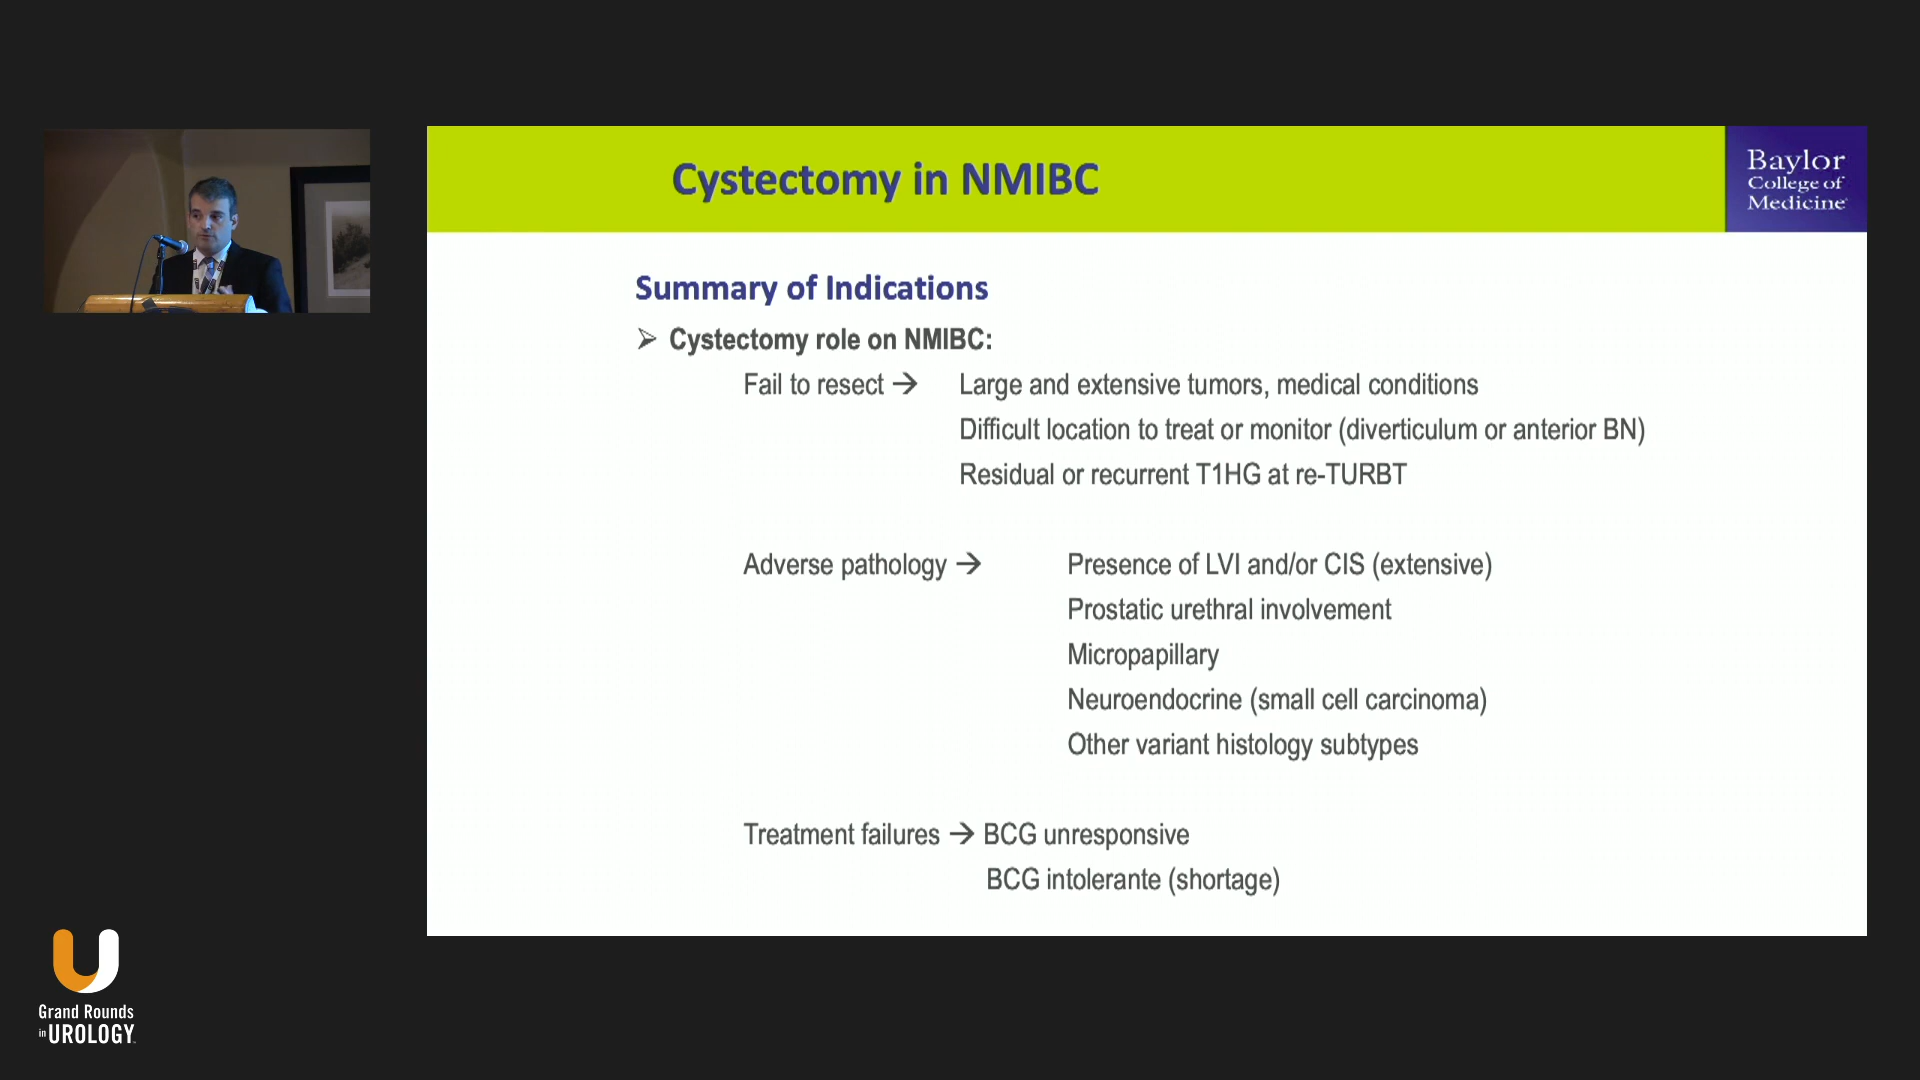 Cystectomy in NMIBC
Baylor
College of
Medicine
Summary of Indications
➢ Cystectomy role on NMIBC:
Fail to resect → Large and extensive tumors, medical conditions
Difficult location to treat or monitor (diverticulum or anterior BN)
Residual or recurrent T1HG at re-TURBT
Adverse pathology → Presence of LVI and/or CIS (extensive)
Prostatic urethral involvement
Micropapillary
Neuroendocrine (small cell carcinoma)
Other variant histology subtypes
Treatment failures → BCG unresponsive
BCG intolerante (shortage)
Grand Rounds
in UROLOGY